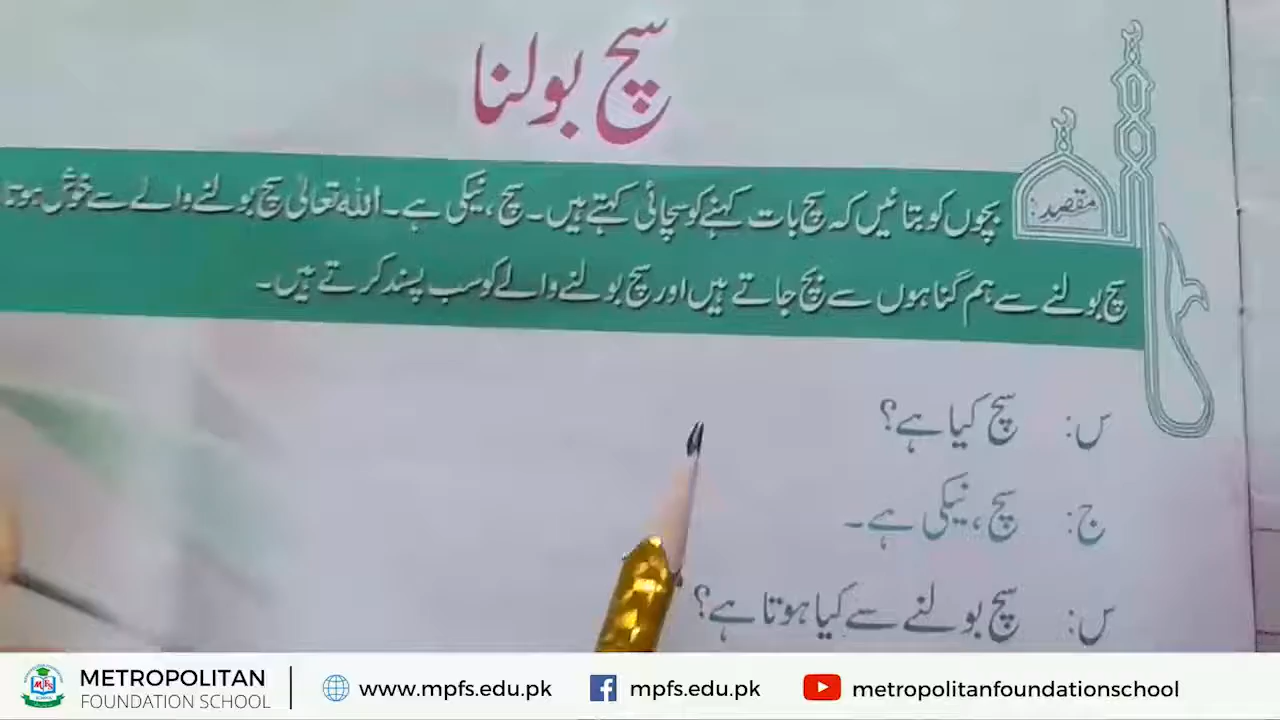 سچ بولنا
مقصد:
بچوں کو بتائیں کہ سچ بات کہنے کو سچائی کہتے ہیں۔ سچ، نیکی ہے۔ اللہ تعالیٰ سچ بولنے والے سے خوش ہوتا
سچ بولنے سے ہم گناہوں سے بچ جاتے ہیں اور سچ بولنے والے کو سب پسند کرتے ہیں۔
س: سچ کیا ہے؟
ج: سچ، نیکی ہے۔
س: سچ بولنے سے کیا ہوتا ہے؟
METROPOLITAN
FOUNDATION SCHOOL
www.mpfs.edu.pk
mpfs.edu.pk
metropolitanfoundationschool